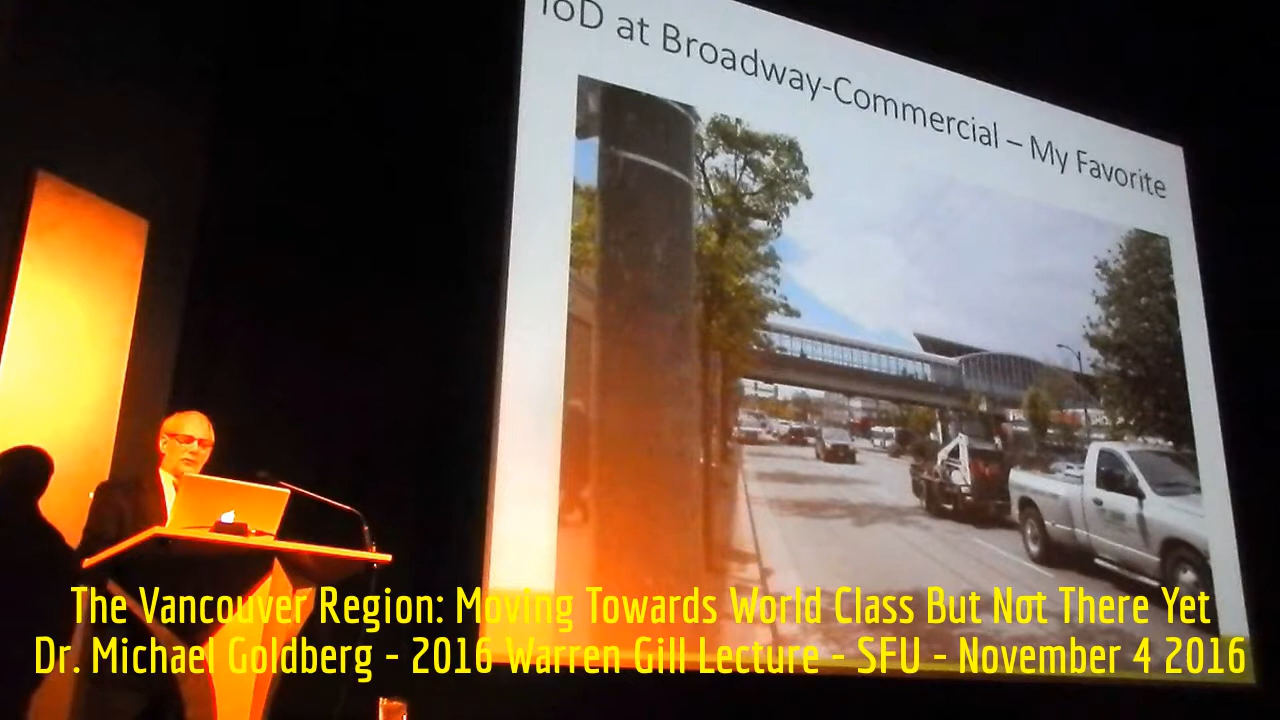 ToD at Broadway-Commercial – My Favorite
The Vancouver Region: Moving Towards World Class But Not There Yet
Dr. Michael Goldberg - 2016 Warren Gill Lecture - SFU - November 4 2016